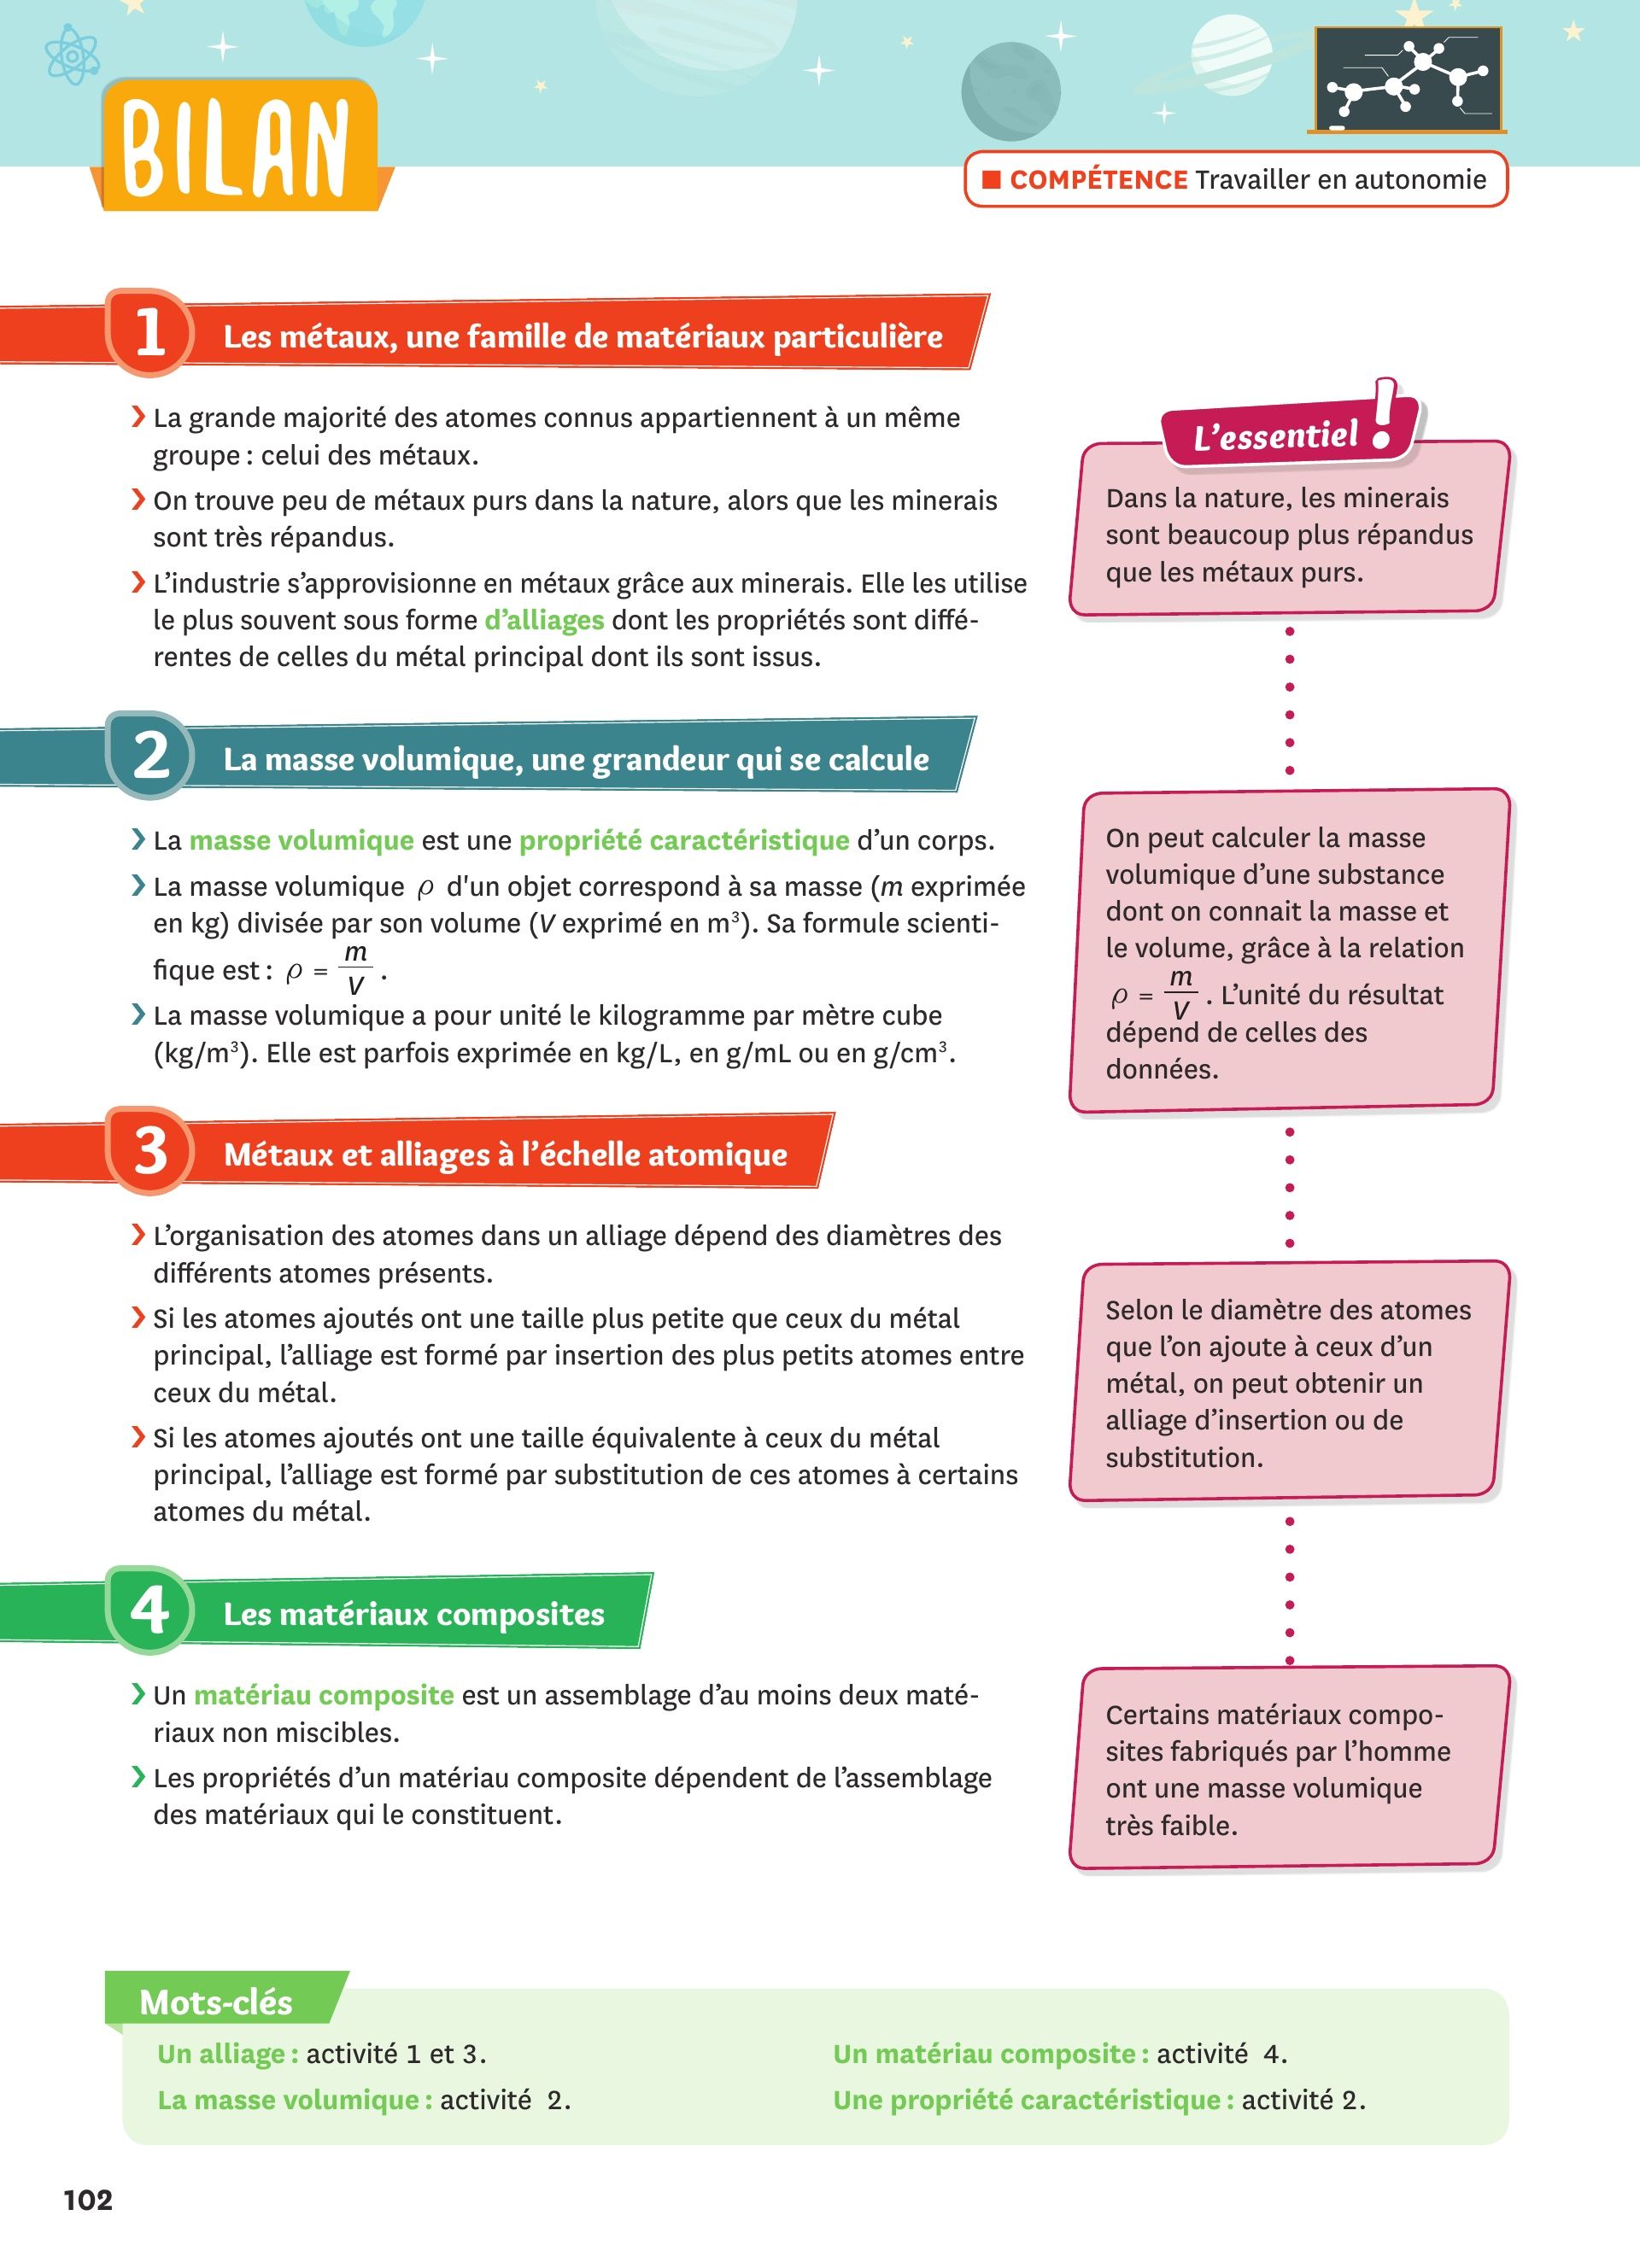 BILAN
■ COMPÉTENCE Travailler en autonomie
1 Les métaux, une famille de matériaux particulière
❯ La grande majorité des atomes connus appartiennent à un même
groupe : celui des métaux.
❯ On trouve peu de métaux purs dans la nature, alors que les minerais
sont très répandus.
❯ L’industrie s’approvisionne en métaux grâce aux minerais. Elle les utilise
le plus souvent sous forme d’alliages dont les propriétés sont diffé-
rentes de celles du métal principal dont ils sont issus.
L’essentiel !
Dans la nature, les minerais
sont beaucoup plus répandus
que les métaux purs.
2 La masse volumique, une grandeur qui se calcule
❯ La masse volumique est une propriété caractéristique d’un corps.
❯ La masse volumique ρ d'un objet correspond à sa masse (m exprimée
en kg) divisée par son volume (V exprimé en m³). Sa formule scienti-
fique est : ρ = m/V .
❯ La masse volumique a pour unité le kilogramme par mètre cube
(kg/m³). Elle est parfois exprimée en kg/L, en g/mL ou en g/cm³.
On peut calculer la masse
volumique d’une substance
dont on connait la masse et
le volume, grâce à la relation
ρ = m/V . L’unité du résultat
dépend de celles des
données.
3 Métaux et alliages à l’échelle atomique
❯ L’organisation des atomes dans un alliage dépend des diamètres des
différents atomes présents.
❯ Si les atomes ajoutés ont une taille plus petite que ceux du métal
principal, l’alliage est formé par insertion des plus petits atomes entre
ceux du métal.
❯ Si les atomes ajoutés ont une taille équivalente à ceux du métal
principal, l’alliage est formé par substitution de ces atomes à certains
atomes du métal.
Selon le diamètre des atomes
que l’on ajoute à ceux d’un
métal, on peut obtenir un
alliage d’insertion ou de
substitution.
4 Les matériaux composites
❯ Un matériau composite est un assemblage d’au moins deux maté-
riaux non miscibles.
❯ Les propriétés d’un matériau composite dépendent de l’assemblage
des matériaux qui le constituent.
Certains matériaux compo-
sites fabriqués par l’homme
ont une masse volumique
très faible.
Mots-clés
Un alliage : activité 1 et 3.
La masse volumique : activité 2.
Un matériau composite : activité 4.
Une propriété caractéristique : activité 2.
102